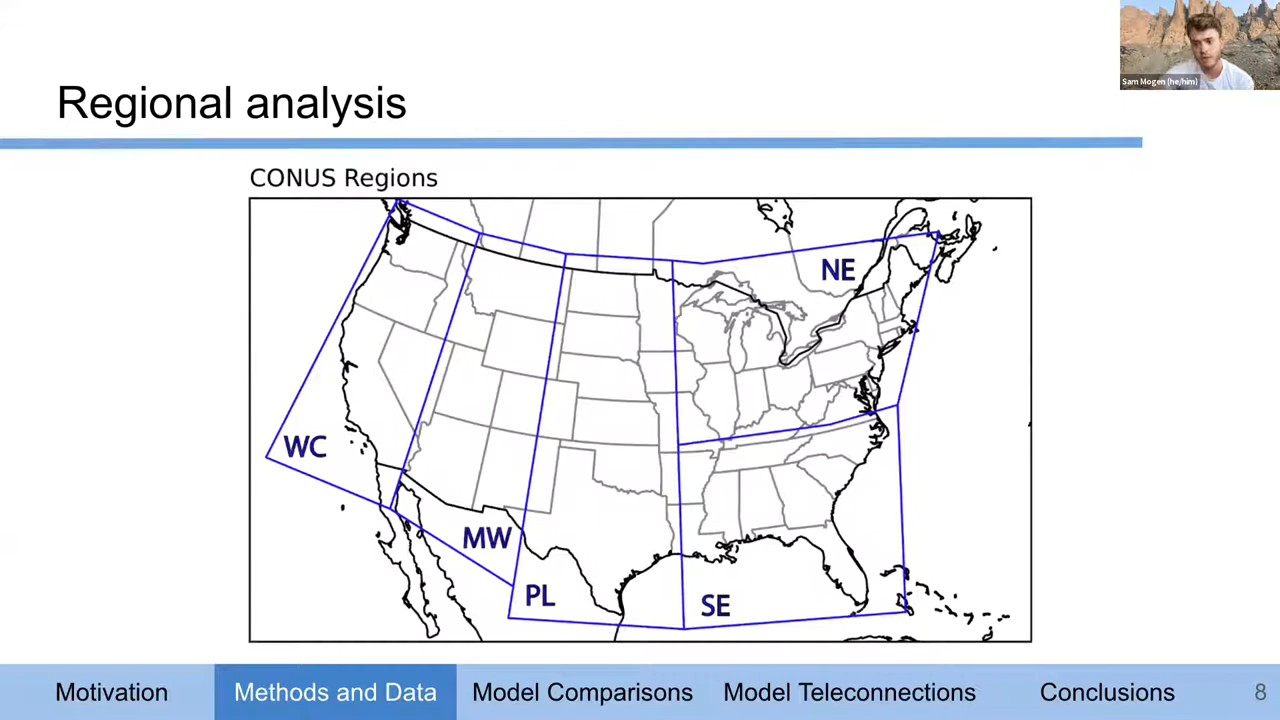 Sam Mogen (he/him)
Regional analysis
CONUS Regions
NE
WC
MW
PL
SE
Motivation
Methods and Data
Model Comparisons
Model Teleconnections
Conclusions
8